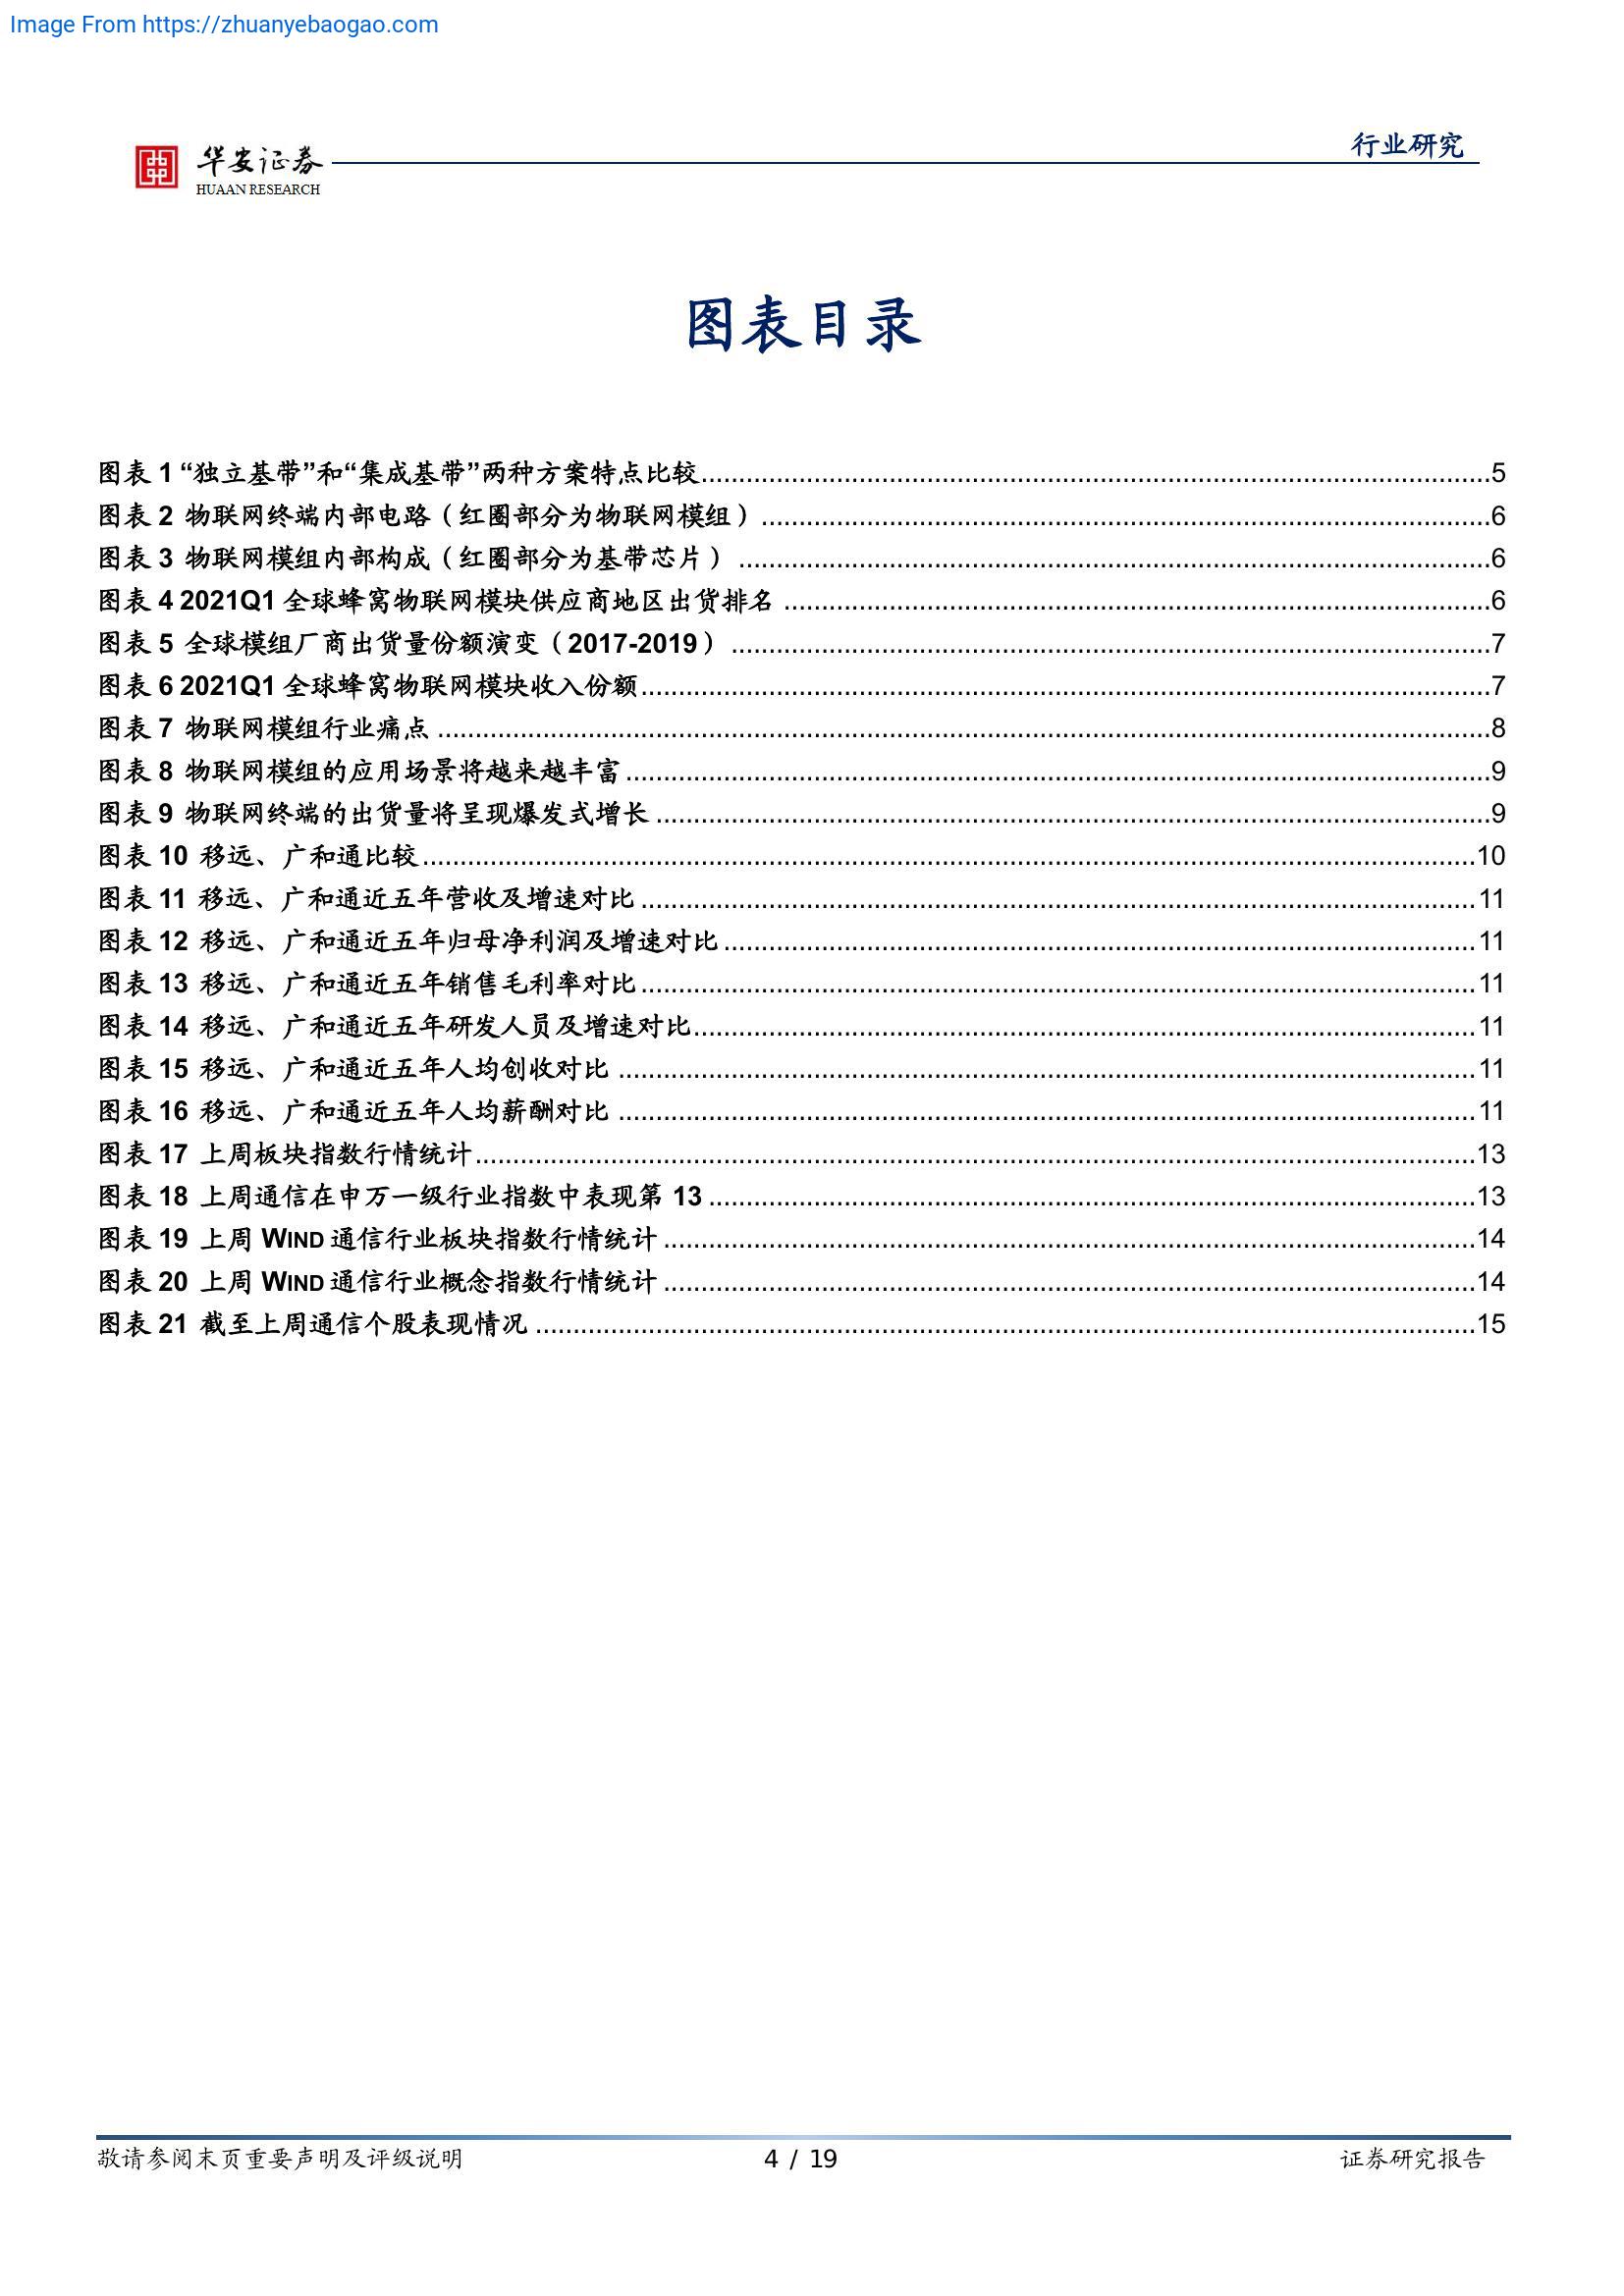 Image From https://zhuanyebaogao.com
行业研究
华安证券
HUAAN RESEARCH
图表目录
图表 1 “独立基带”和“集成基带”两种方案特点比较.....5
图表 2 物联网终端内部电路（红圈部分为物联网模组）.....6
图表 3 物联网模组内部构成（红圈部分为基带芯片）.....6
图表 4 2021Q1 全球蜂窝物联网模块供应商地区出货排名.....6
图表 5 全球模组厂商出货量份额演变（2017-2019）.....7
图表 6 2021Q1 全球蜂窝物联网模块收入份额.....7
图表 7 物联网模组行业痛点.....8
图表 8 物联网模组的应用场景将越来越丰富.....9
图表 9 物联网终端的出货量将呈现爆发式增长.....9
图表 10 移远、广和通比较.....10
图表 11 移远、广和通近五年营收及增速对比.....11
图表 12 移远、广和通近五年归母净利润及增速对比.....11
图表 13 移远、广和通近五年销售毛利率对比.....11
图表 14 移远、广和通近五年研发人员及增速对比.....11
图表 15 移远、广和通近五年人均创收对比.....11
图表 16 移远、广和通近五年人均薪酬对比.....11
图表 17 上周板块指数行情统计.....13
图表 18 上周通信在申万一级行业指数中表现第 13.....13
图表 19 上周 WIND 通信行业板块指数行情统计.....14
图表 20 上周 WIND 通信行业概念指数行情统计.....14
图表 21 截至上周通信个股表现情况.....15
敬请参阅末页重要声明及评级说明
4 / 19
证券研究报告